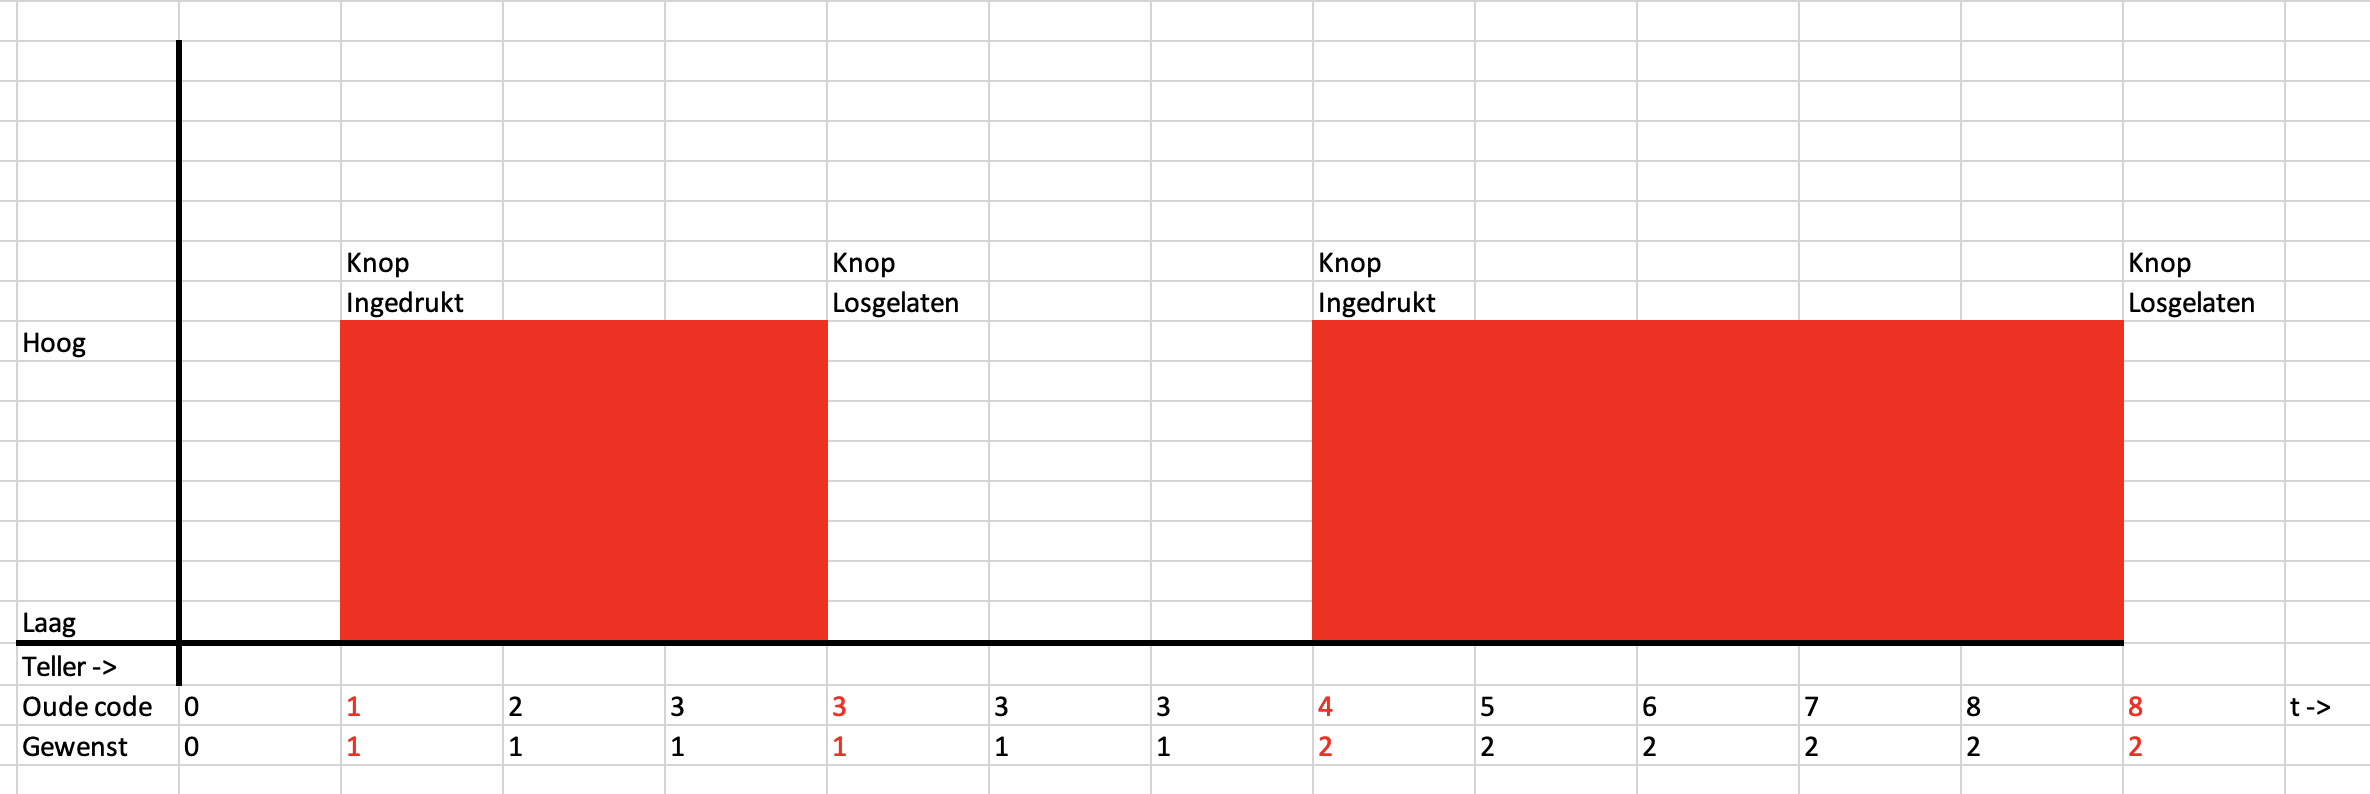 Knop Knop Knop Knop
Ingedrukt Losgelaten Ingedrukt Losgelaten
Hoog
Laag
Teller ->
Oude code 0 1 2 3 3 3 3 4 5 6 7 8 8 t ->
Gewenst 0 1 1 1 1 1 1 2 2 2 2 2 2